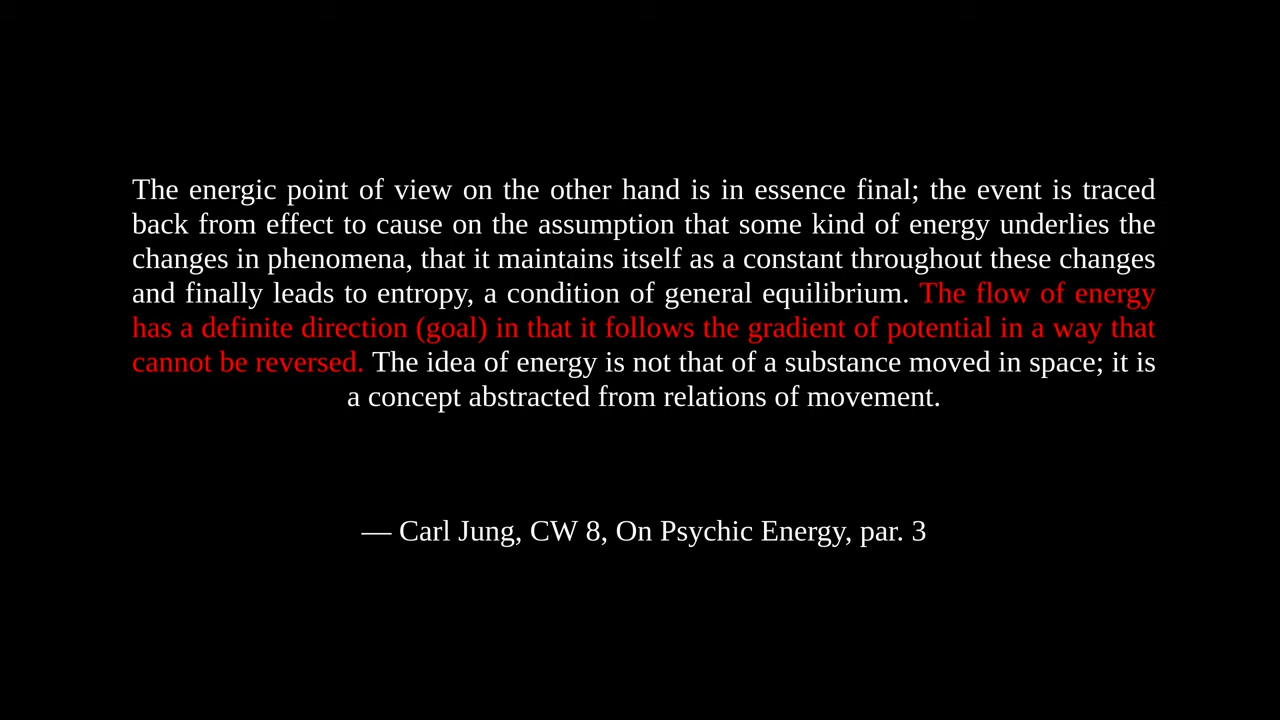 The energic point of view on the other hand is in essence final; the event is traced
back from effect to cause on the assumption that some kind of energy underlies the
changes in phenomena, that it maintains itself as a constant throughout these changes
and finally leads to entropy, a condition of general equilibrium. The flow of energy
has a definite direction (goal) in that it follows the gradient of potential in a way that
cannot be reversed. The idea of energy is not that of a substance moved in space; it is
a concept abstracted from relations of movement.
— Carl Jung, CW 8, On Psychic Energy, par. 3